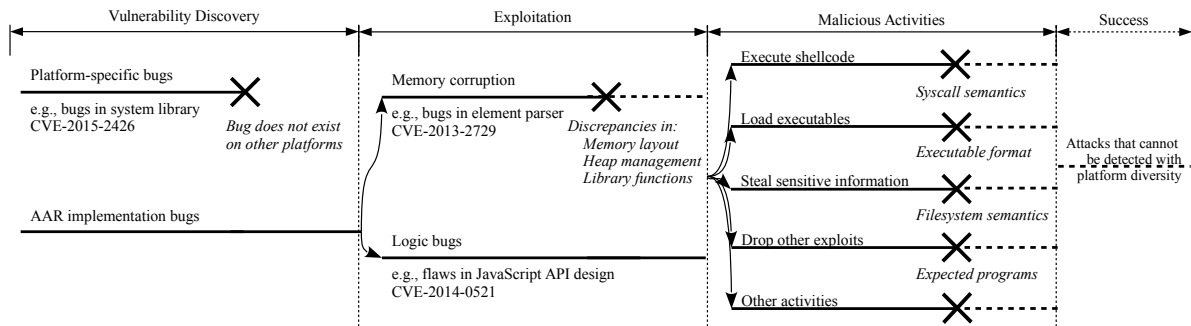 Vulnerability Discovery
Exploitation
Malicious Activities
Success
Platform-specific bugs
e.g., bugs in system library
CVE-2015-2426
Bug does not exist
on other platforms
AAR implementation bugs
Memory corruption
e.g., bugs in element parser
CVE-2013-2729
Discrepancies in:
Memory layout
Heap management
Library functions
Logic bugs
e.g., flaws in JavaScript API design
CVE-2014-0521
Execute shellcode
Syscall semantics
Load executables
Executable format
Steal sensitive information
Filesystem semantics
Drop other exploits
Expected programs
Other activities
Attacks that cannot
be detected with
platform diversity